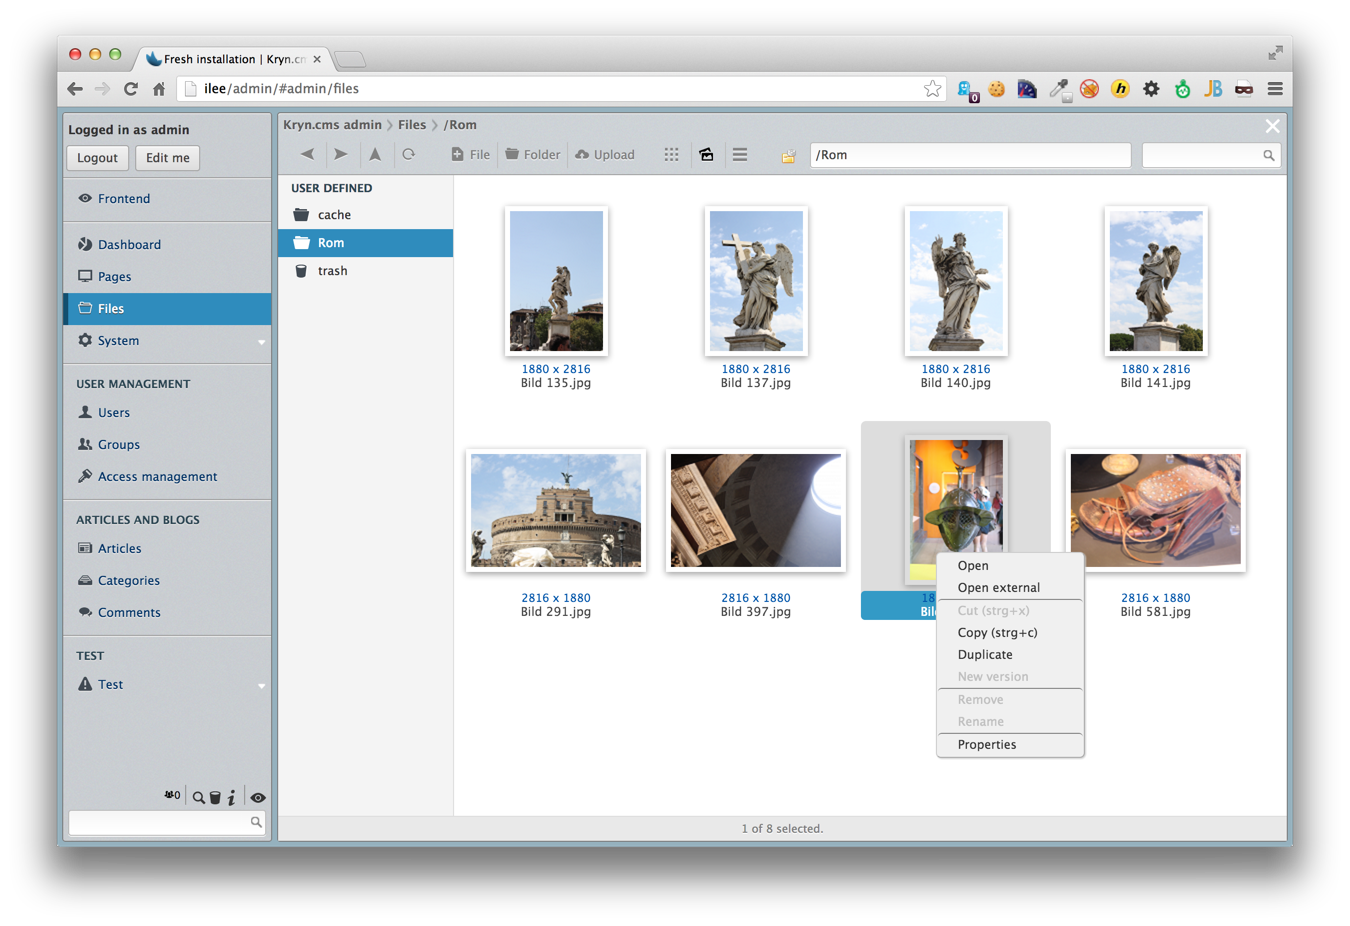 Fresh installation | Kryn.cn
ilee/admin/#admin/files
0
h
JB
Logged in as admin
Logout
Edit me
Frontend
Dashboard
Pages
Files
System
USER MANAGEMENT
Users
Groups
Access management
ARTICLES AND BLOGS
Articles
Categories
Comments
TEST
Test
0
i
Kryn.cms admin
Files
/Rom
File
Folder
Upload
/Rom
USER DEFINED
cache
Rom
trash
1880 x 2816
Bild 135.jpg
1880 x 2816
Bild 137.jpg
1880 x 2816
Bild 140.jpg
1880 x 2816
Bild 141.jpg
2816 x 1880
Bild 291.jpg
2816 x 1880
Bild 397.jpg
18
Bil
2816 x 1880
Bild 581.jpg
Open
Open external
Cut (strg+x)
Copy (strg+c)
Duplicate
New version
Remove
Rename
Properties
1 of 8 selected.